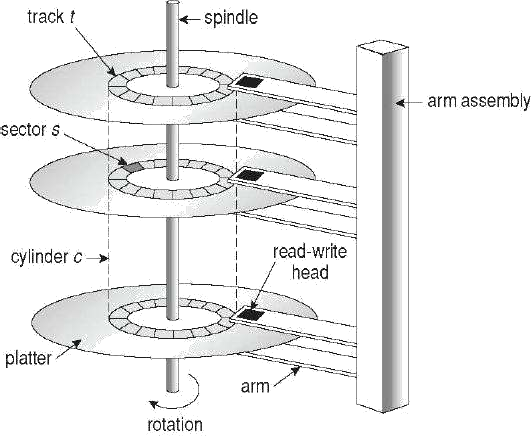 track t
spindle
arm assembly
sector s
cylinder c
read-write
head
platter
arm
rotation